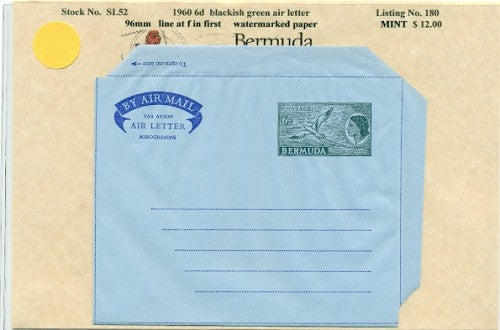 Stock No. SL52 1960 6d blackish green air letter Listing No. 180
96mm line at f in first watermarked paper MINT $ 12.00
Bermuda
To open cut here
BY AIR MAIL
PAR AVION
AIR LETTER
AEROGRAMME
6D
BERMUDA